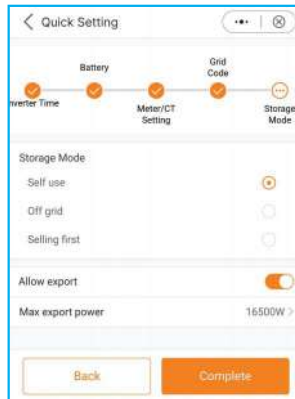 Quick Setting
Battery
Grid
Code
nverter Time
Meter/CT
Setting
Storage
Mode
Storage Mode
Self use
Off grid
Selling first
Allow export
Max export power
16500W
Back
Complete